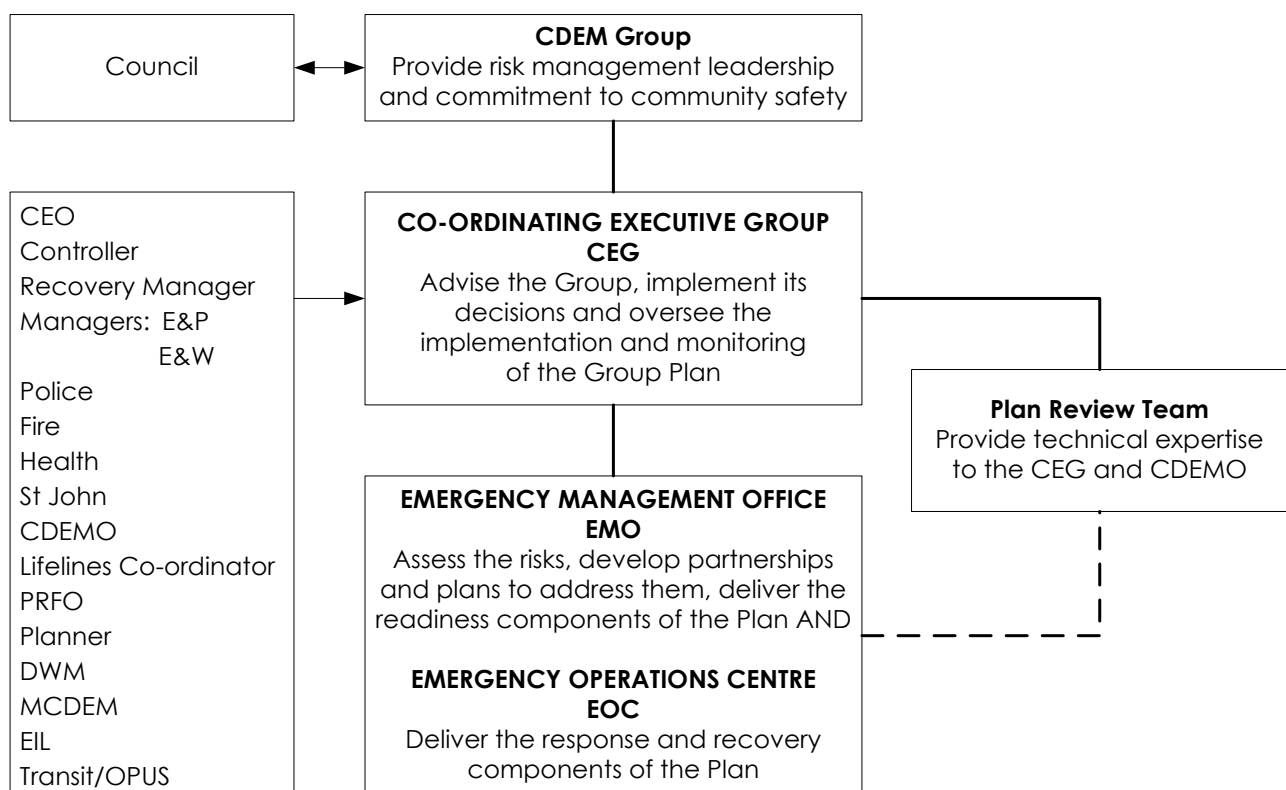 Council
CDEM Group
Provide risk management leadership
and commitment to community safety
CEO
Controller
Recovery Manager
Managers: E&P
E&W
Police
Fire
Health
St John
CDEMO
Lifelines Co-ordinator
PRFO
Planner
DWM
MCDEM
EIL
Transit/OPUS
CO-ORDINATING EXECUTIVE GROUP
CEG
Advise the Group, implement its
decisions and oversee the
implementation and monitoring
of the Group Plan
Plan Review Team
Provide technical expertise
to the CEG and CDEMO
EMERGENCY MANAGEMENT OFFICE
EMO
Assess the risks, develop partnerships
and plans to address them, deliver the
readiness components of the Plan AND
EMERGENCY OPERATIONS CENTRE
EOC
Deliver the response and recovery
components of the Plan